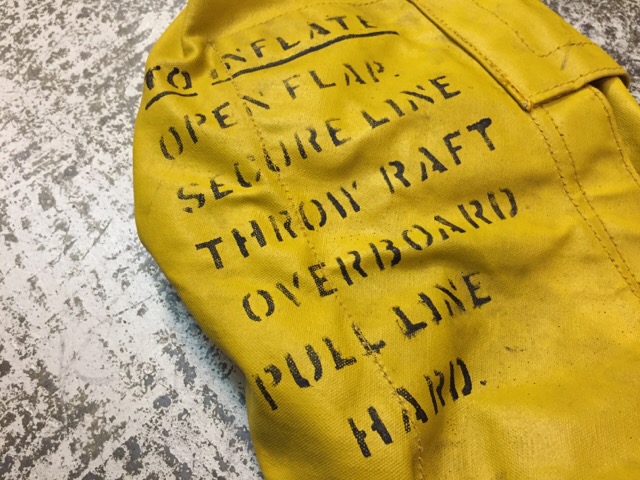 TO INFLATE
OPEN FLAP.
SECURE LINE
THROW RAFT
OVERBOARD
PULL LINE
HARD.